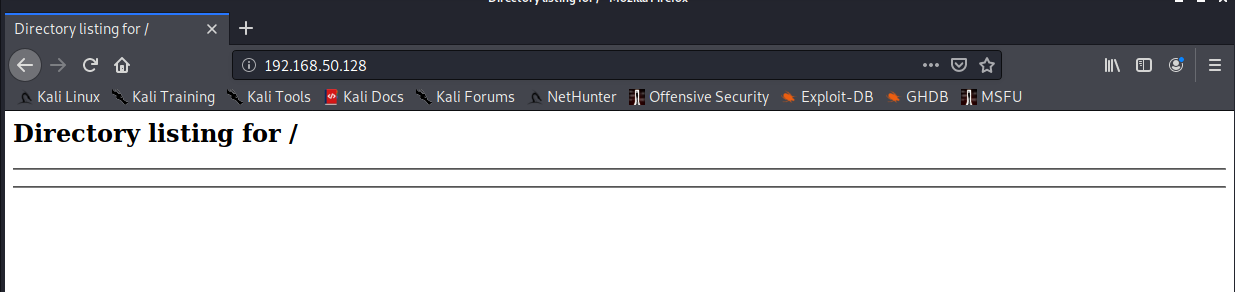 Directory listing for / - Mozilla Firefox
Directory listing for /
192.168.50.128
Kali Linux Kali Training Kali Tools Kali Docs Kali Forums NetHunter Offensive Security Exploit-DB GHDB MSFU
Directory listing for /